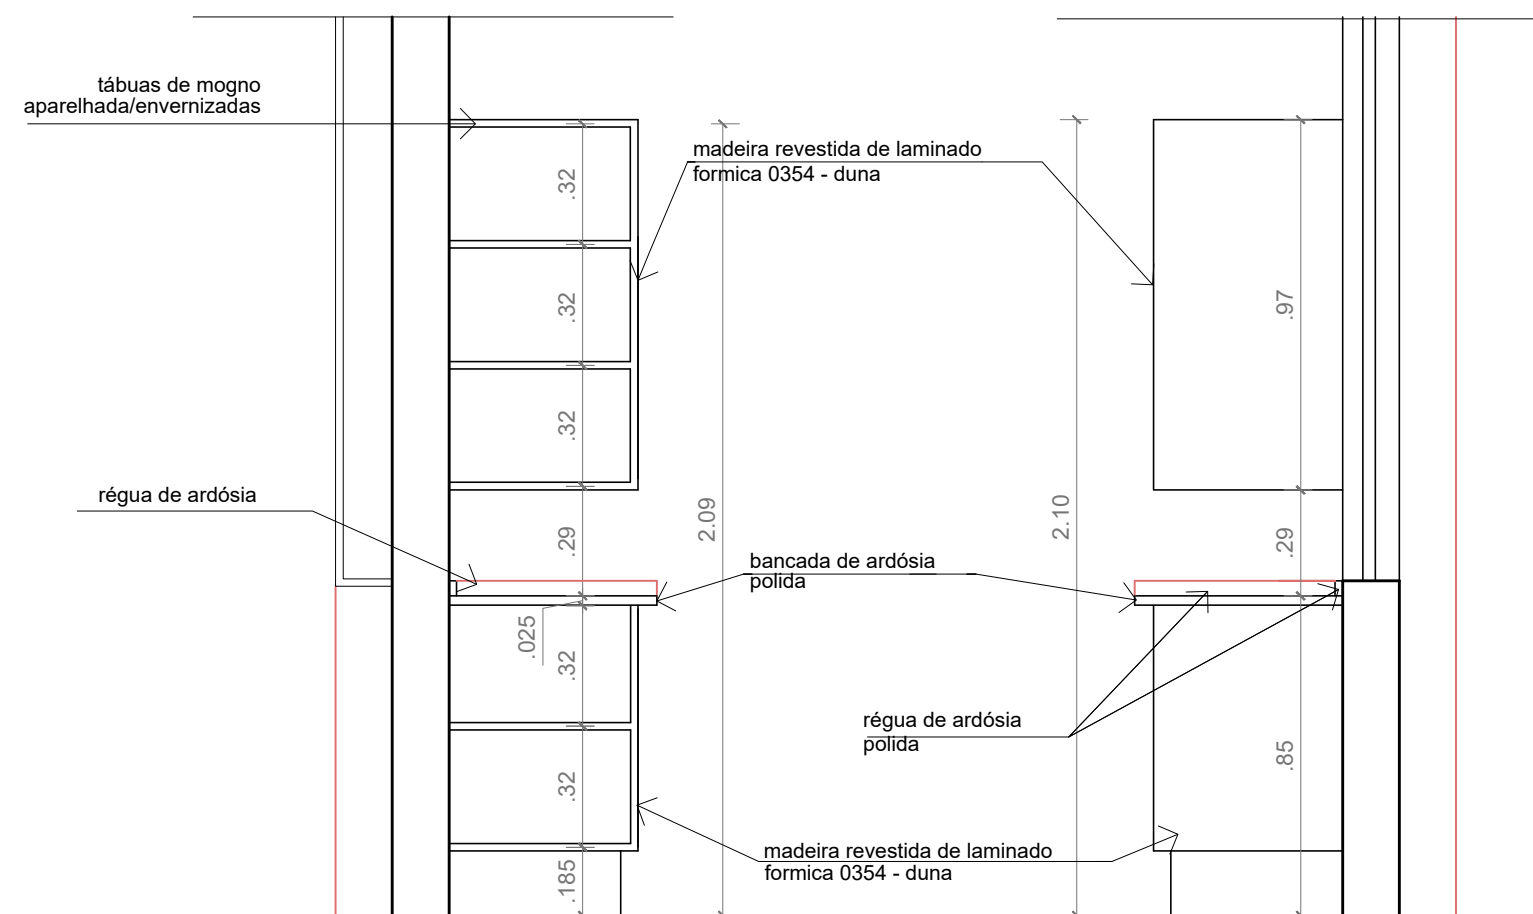 tábuas de mogno
aparelhada/envernizadas
madeira revestida de laminado
formica 0354 - duna
.32
.32
.97
.32
régua de ardósia
2.09
2.10
.29
.29
bancada de ardósia
polida
.025
.32
régua de ardósia
polida
.85
.32
madeira revestida de laminado
formica 0354 - duna
.185